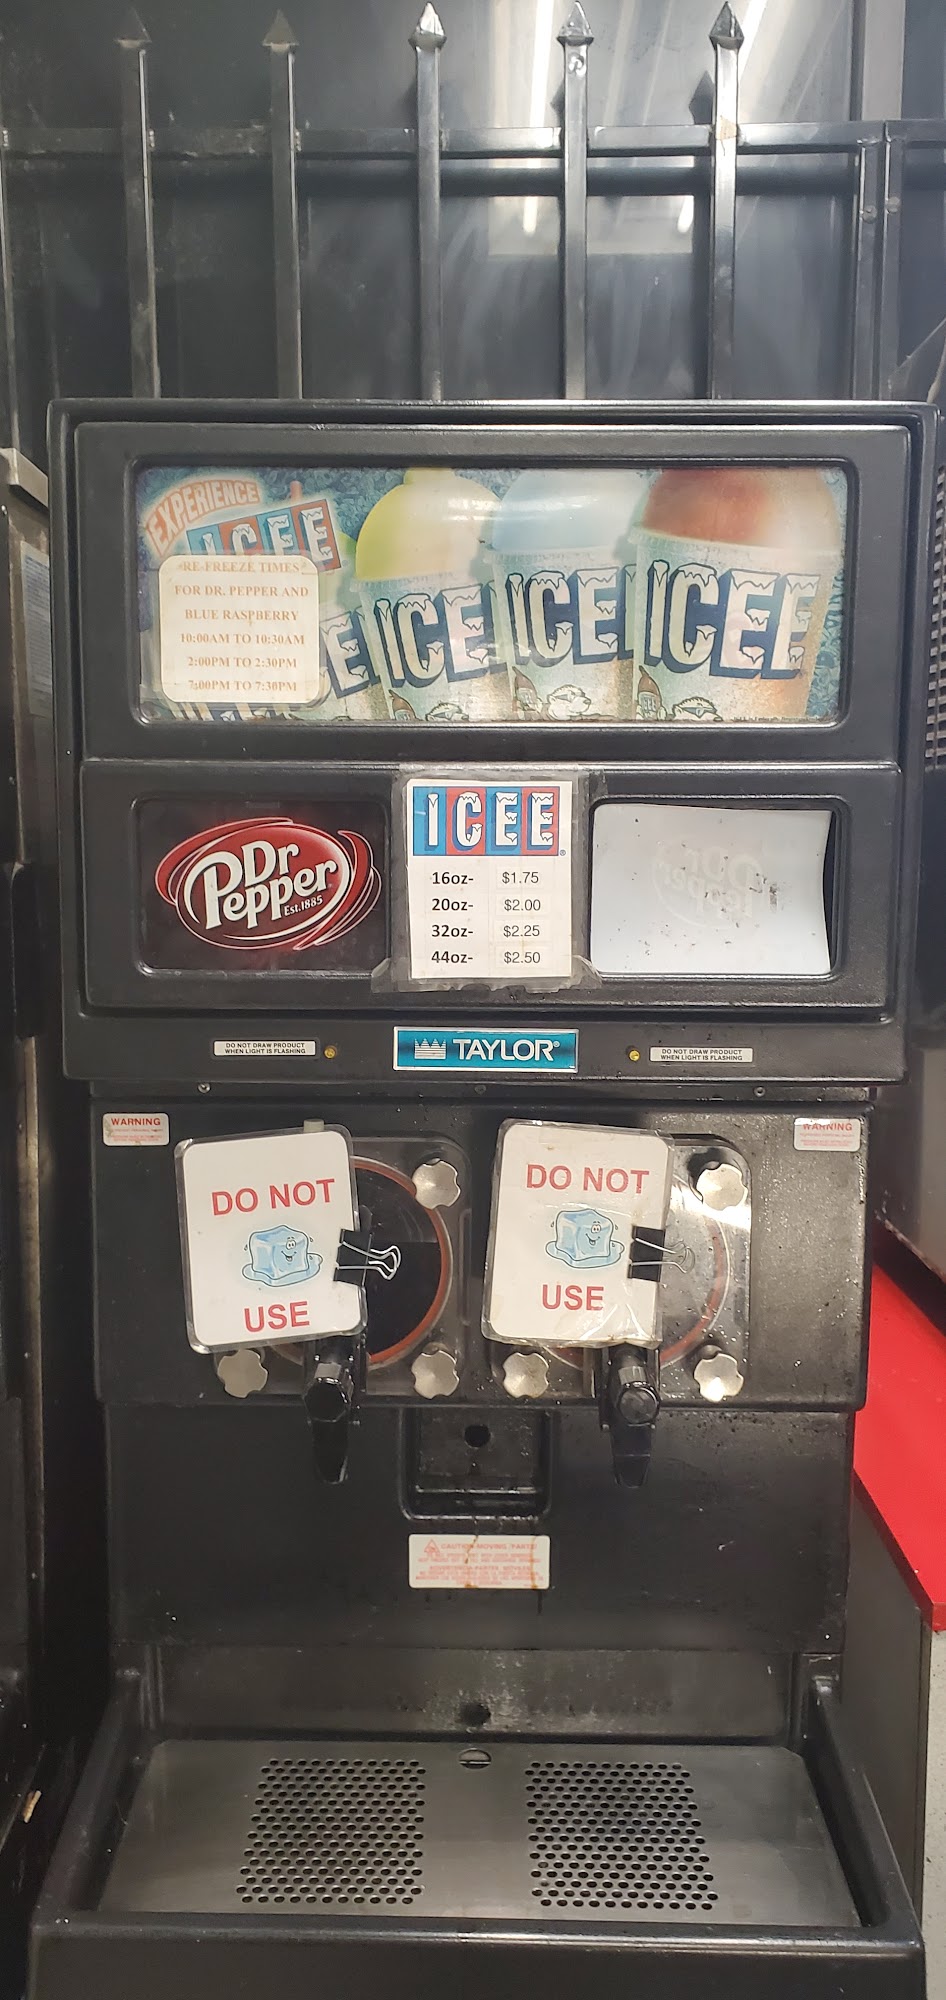 EXPERIENCE
ICEE
RE-FREEZE TIMES
FOR DR. PEPPER AND
BLUE RASPBERRY
10:00AM TO 10:30AM
2:00PM TO 2:30PM
7:00PM TO 7:30PM
ICEE
ICEE
ICEE
Dr
Pepper
Est.1885
ICEE
16oz- $1.75
20oz- $2.00
32oz- $2.25
44oz- $2.50
DO NOT DRAW PRODUCT
WHEN LIGHT IS FLASHING
TAYLOR®
DO NOT DRAW PRODUCT
WHEN LIGHT IS FLASHING
WARNING
WARNING
DO NOT
USE
DO NOT
USE
CAUTION MOVING PARTS